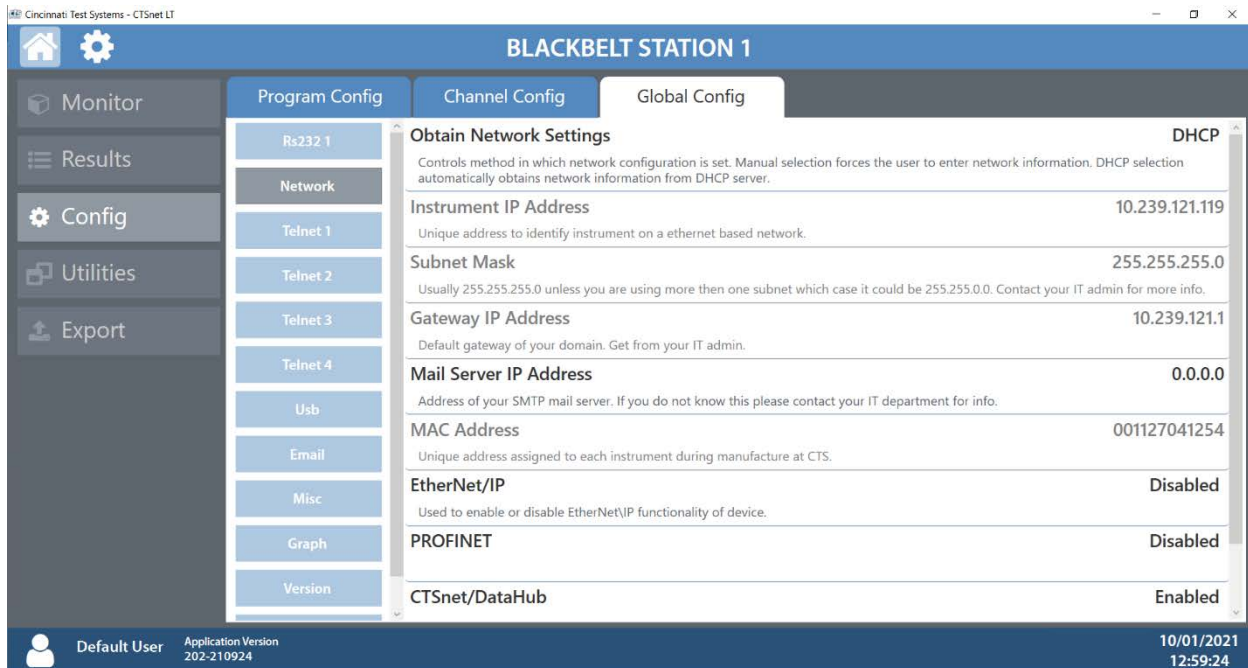 Cincinnati Test Systems - CTSnet LT
BLACKBELT STATION 1
Monitor
Results
Config
Utilities
Export
Program Config
Channel Config
Global Config
Rs232 1
Network
Telnet 1
Telnet 2
Telnet 3
Telnet 4
Usb
Email
Misc
Graph
Version
Obtain Network Settings DHCP
Controls method in which network configuration is set. Manual selection forces the user to enter network information. DHCP selection
automatically obtains network information from DHCP server.
Instrument IP Address 10.239.121.119
Unique address to identify instrument on a ethernet based network.
Subnet Mask 255.255.255.0
Usually 255.255.255.0 unless you are using more then one subnet which case it could be 255.255.0.0. Contact your IT admin for more info.
Gateway IP Address 10.239.121.1
Default gateway of your domain. Get from your IT admin.
Mail Server IP Address 0.0.0.0
Address of your SMTP mail server. If you do not know this please contact your IT department for info.
MAC Address 001127041254
Unique address assigned to each instrument during manufacture at CTS.
EtherNet/IP Disabled
Used to enable or disable EtherNet\IP functionality of device.
PROFINET Disabled
CTSnet/DataHub Enabled
Default User
Application Version
202-210924
10/01/2021
12:59:24